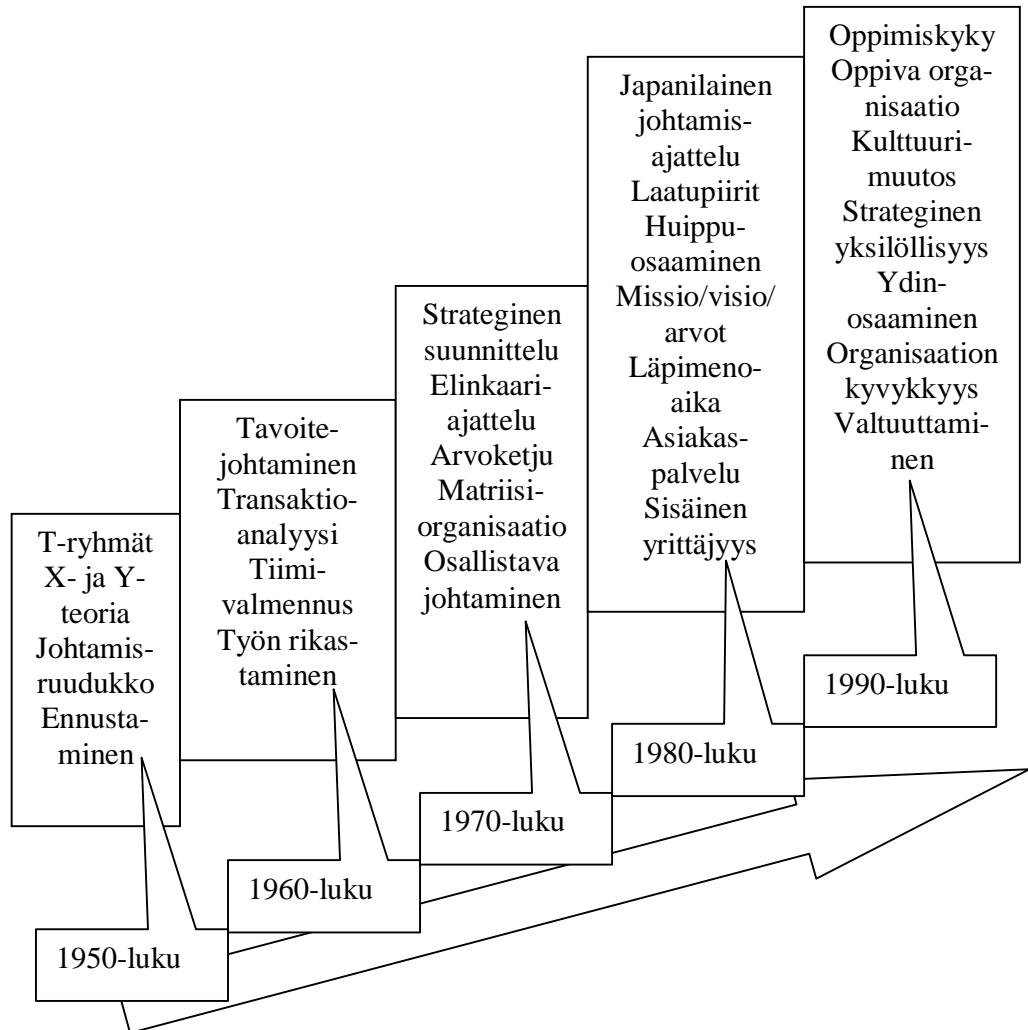 T-ryhmät
X- ja Y-
teoria
Johtamis-
ruudukko
Ennusta-
minen
1950-luku
Tavoite-
johtaminen
Transaktio-
analyysi
Tiimi-
valmennus
Työn rikas-
taminen
1960-luku
Strateginen
suunnittelu
Elinkaari-
ajattelu
Arvoketju
Matriisi-
organisaatio
Osallistava
johtaminen
1970-luku
Japanilainen
johtamis-
ajattelu
Laatupiirit
Huippu-
osaaminen
Missio/visio/
arvot
Läpimeno-
aika
Asiakas-
palvelu
Sisäinen
yrittäjyys
1980-luku
Oppimiskyky
Oppiva orga-
nisaatio
Kulttuuri-
muutos
Strateginen
yksilöllisyys
Ydin-
osaaminen
Organisaation
kyvykkyys
Valtuuttami-
nen
1990-luku